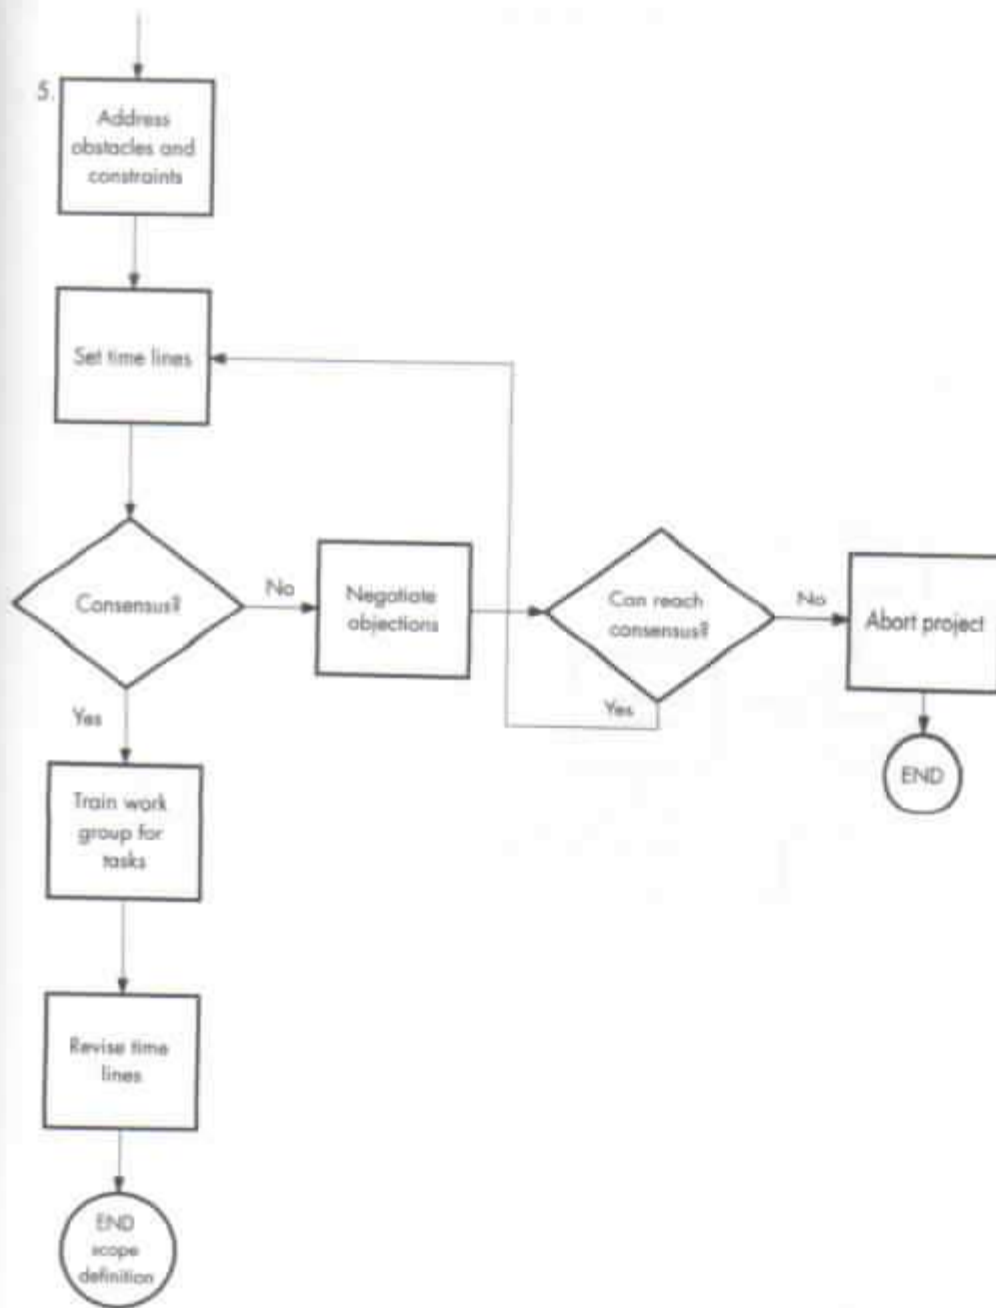 5.
Address
obstacles and
constraints
Set time lines
Consensus?
No
Negotiate
objections
Can reach
consensus?
No
Abort project
Yes
Yes
END
Train work
group for
tasks
Revise time
lines
END
scope
definition